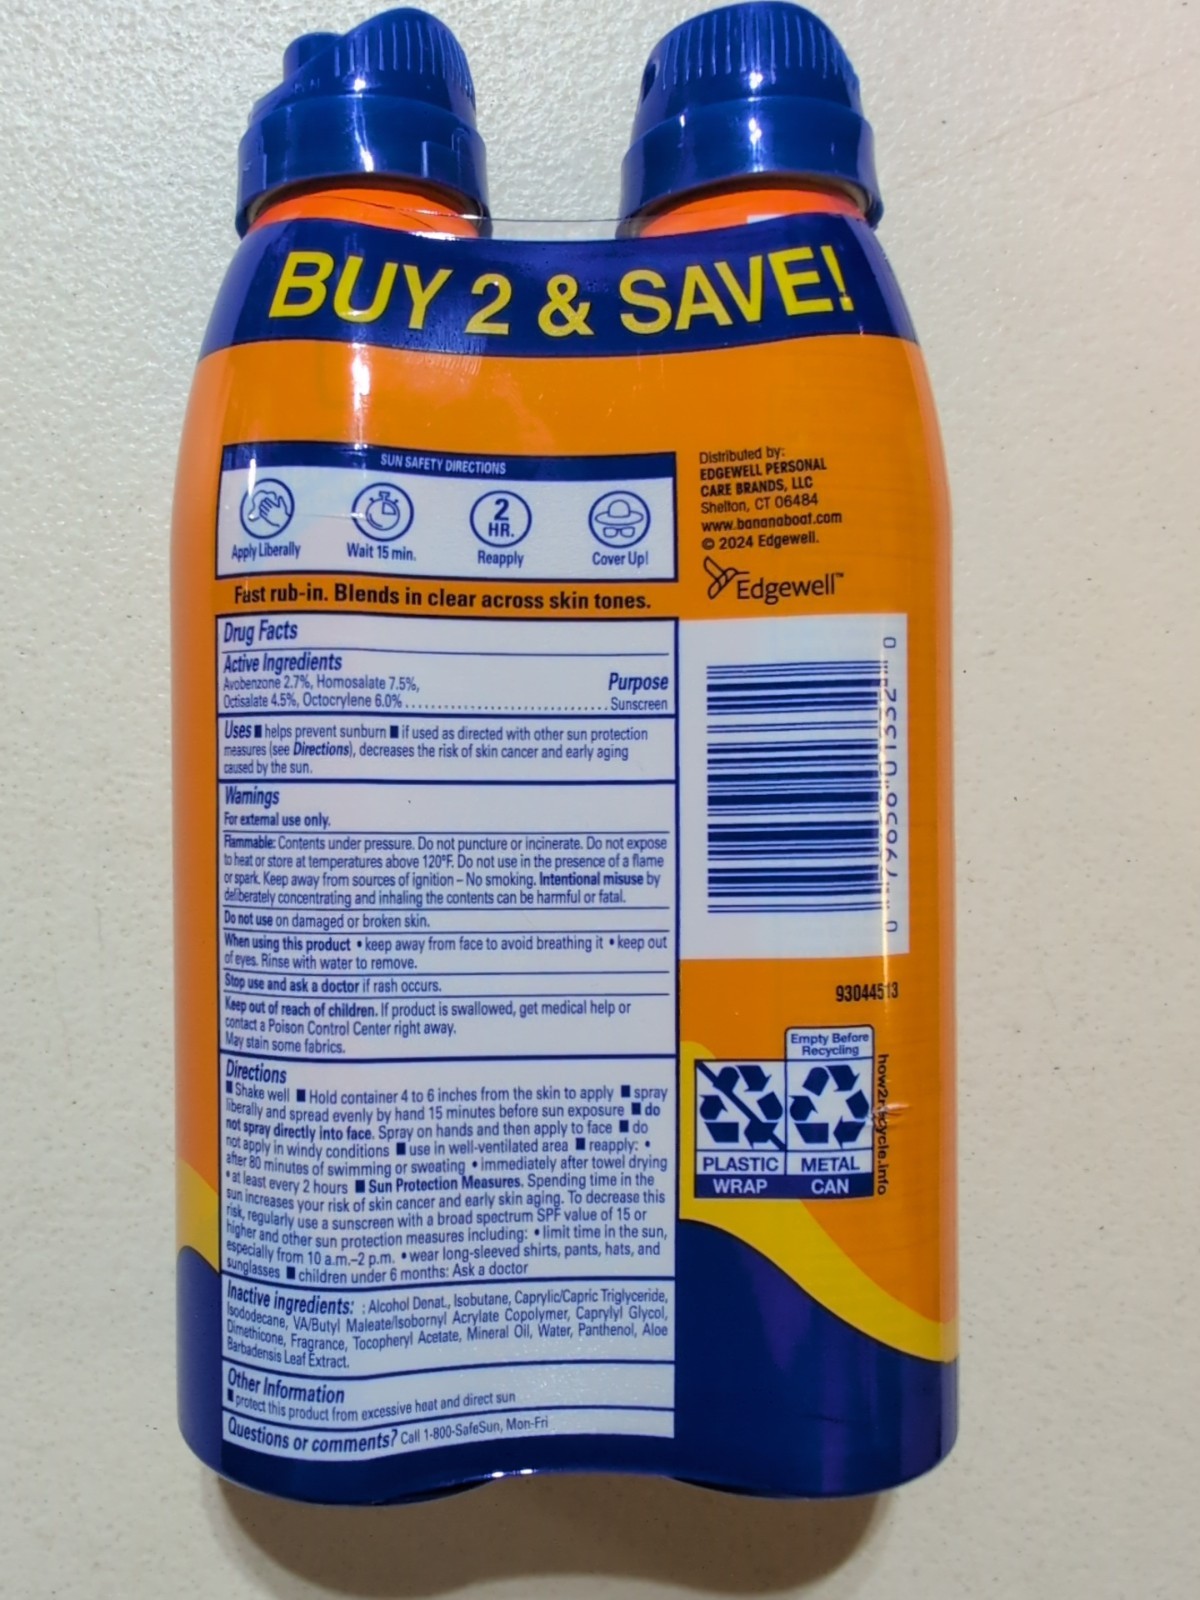 BUY 2 & SAVE!
SUN SAFETY DIRECTIONS
Apply Liberally
Wait 15 min.
2
HR.
Reapply
Cover Up!
Fast rub-in. Blends in clear across skin tones.
Drug Facts
Active Ingredients
Avobenzone 2.7%, Homosalate 7.5%,
Purpose
Octisalate 4.5%, Octocrylene 6.0% .................................. Sunscreen
Uses ■ helps prevent sunburn ■ if used as directed with other sun protection
measures (see Directions), decreases the risk of skin cancer and early aging
caused by the sun.
Warnings
For external use only.
Flammable: Contents under pressure. Do not puncture or incinerate. Do not expose
to heat or store at temperatures above 120°F. Do not use in the presence of a flame
or spark. Keep away from sources of ignition – No smoking. Intentional misuse by
deliberately concentrating and inhaling the contents can be harmful or fatal.
Do not use on damaged or broken skin.
When using this product • keep away from face to avoid breathing it • keep out
of eyes. Rinse with water to remove.
Stop use and ask a doctor if rash occurs.
Keep out of reach of children. If product is swallowed, get medical help or
contact a Poison Control Center right away.
May stain some fabrics.
Directions
■ Shake well ■ Hold container 4 to 6 inches from the skin to apply ■ spray
liberally and spread evenly by hand 15 minutes before sun exposure ■ do
not spray directly into face. Spray on hands and then apply to face ■ do
not apply in windy conditions ■ use in well-ventilated area ■ reapply: •
after 80 minutes of swimming or sweating • immediately after towel drying
• at least every 2 hours ■ Sun Protection Measures. Spending time in the
sun increases your risk of skin cancer and early skin aging. To decrease this
risk, regularly use a sunscreen with a broad spectrum SPF value of 15 or
higher and other sun protection measures including: • limit time in the sun,
especially from 10 a.m.–2 p.m. • wear long-sleeved shirts, pants, hats, and
sunglasses ■ children under 6 months: Ask a doctor
Inactive ingredients: : Alcohol Denat., Isobutane, Caprylic/Capric Triglyceride,
Isododecane, VA/Butyl Maleate/Isobornyl Acrylate Copolymer, Caprylyl Glycol,
Dimethicone, Fragrance, Tocopheryl Acetate, Mineral Oil, Water, Panthenol, Aloe
Barbadensis Leaf Extract.
Other Information
■ protect this product from excessive heat and direct sun
Questions or comments? Call 1-800-SafeSun, Mon-Fri
Distributed by:
EDGEWELL PERSONAL
CARE BRANDS, LLC
Shelton, CT 06484
www.bananaboat.com
© 2024 Edgewell.
Edgewell™
93044513
Empty Before
Recycling
PLASTIC
WRAP
METAL
CAN
how2recycle.info